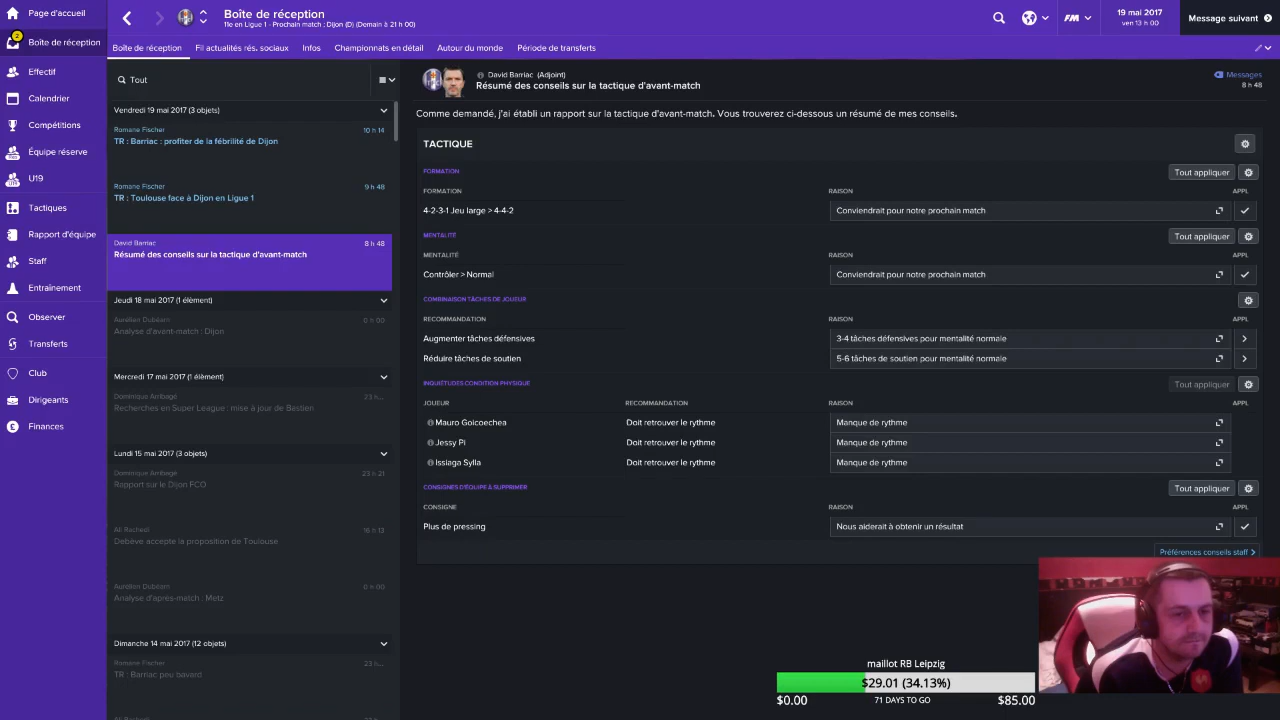 Page d'accueil
2
Boîte de réception
Effectif
Calendrier
Compétitions
Équipe réserve
U19
Tactiques
Rapport d'équipe
Staff
Entraînement
Observer
Transferts
Club
Dirigeants
Finances
Boîte de réception
11e en Ligue 1 - Prochain match : Dijon (D) (Demain à 21 h 00)
FM
19 mai 2017
ven 13 h 00
Message suivant
Boîte de réception
Fil actualités rés. sociaux
Infos
Championnats en détail
Autour du monde
Période de transferts
Tout
Vendredi 19 mai 2017 (3 objets)
Romane Fischer 10 h 14
TR : Barriac : profiter de la fébrilité de Dijon
Romane Fischer 9 h 48
TR : Toulouse face à Dijon en Ligue 1
David Barriac 8 h 48
Résumé des conseils sur la tactique d'avant-match
Jeudi 18 mai 2017 (1 élément)
Aurélien Dubéarn 0 h 00
Analyse d'avant-match : Dijon
Mercredi 17 mai 2017 (1 élément)
Dominique Arribagé 23 h...
Recherches en Super League : mise à jour de Bastien
Lundi 15 mai 2017 (3 objets)
Dominique Arribagé 23 h 21
Rapport sur le Dijon FCO
Ali Rachedi 16 h 13
Debève accepte la proposition de Toulouse
Aurélien Dubéarn 0 h 00
Analyse d'après-match : Metz
Dimanche 14 mai 2017 (12 objets)
Romane Fischer 23 h...
TR : Barriac peu bavard
David Barriac (Adjoint)
Résumé des conseils sur la tactique d'avant-match
Messages
8 h 48
Comme demandé, j'ai établi un rapport sur la tactique d'avant-match. Vous trouverez ci-dessous un résumé de mes conseils.
TACTIQUE
FORMATION Tout appliquer
FORMATION RAISON APPL
4-2-3-1 Jeu large > 4-4-2 Conviendrait pour notre prochain match
MENTALITÉ Tout appliquer
MENTALITÉ RAISON APPL
Contrôler > Normal Conviendrait pour notre prochain match
COMBINAISON TÂCHES DE JOUEUR
RECOMMANDATION RAISON APPL
Augmenter tâches défensives 3-4 tâches défensives pour mentalité normale
Réduire tâches de soutien 5-6 tâches de soutien pour mentalité normale
INQUIÉTUDES CONDITION PHYSIQUE Tout appliquer
JOUEUR RECOMMANDATION RAISON APPL
Mauro Goicoechea Doit retrouver le rythme Manque de rythme
Jessy Pi Doit retrouver le rythme Manque de rythme
Issiaga Sylla Doit retrouver le rythme Manque de rythme
CONSIGNES D'ÉQUIPE À SUPPRIMER Tout appliquer
CONSIGNE RAISON APPL
Plus de pressing Nous aiderait à obtenir un résultat
Préférences conseils staff
maillot RB Leipzig
$29.01 (34.13%)
$0.00 71 DAYS TO GO $85.00